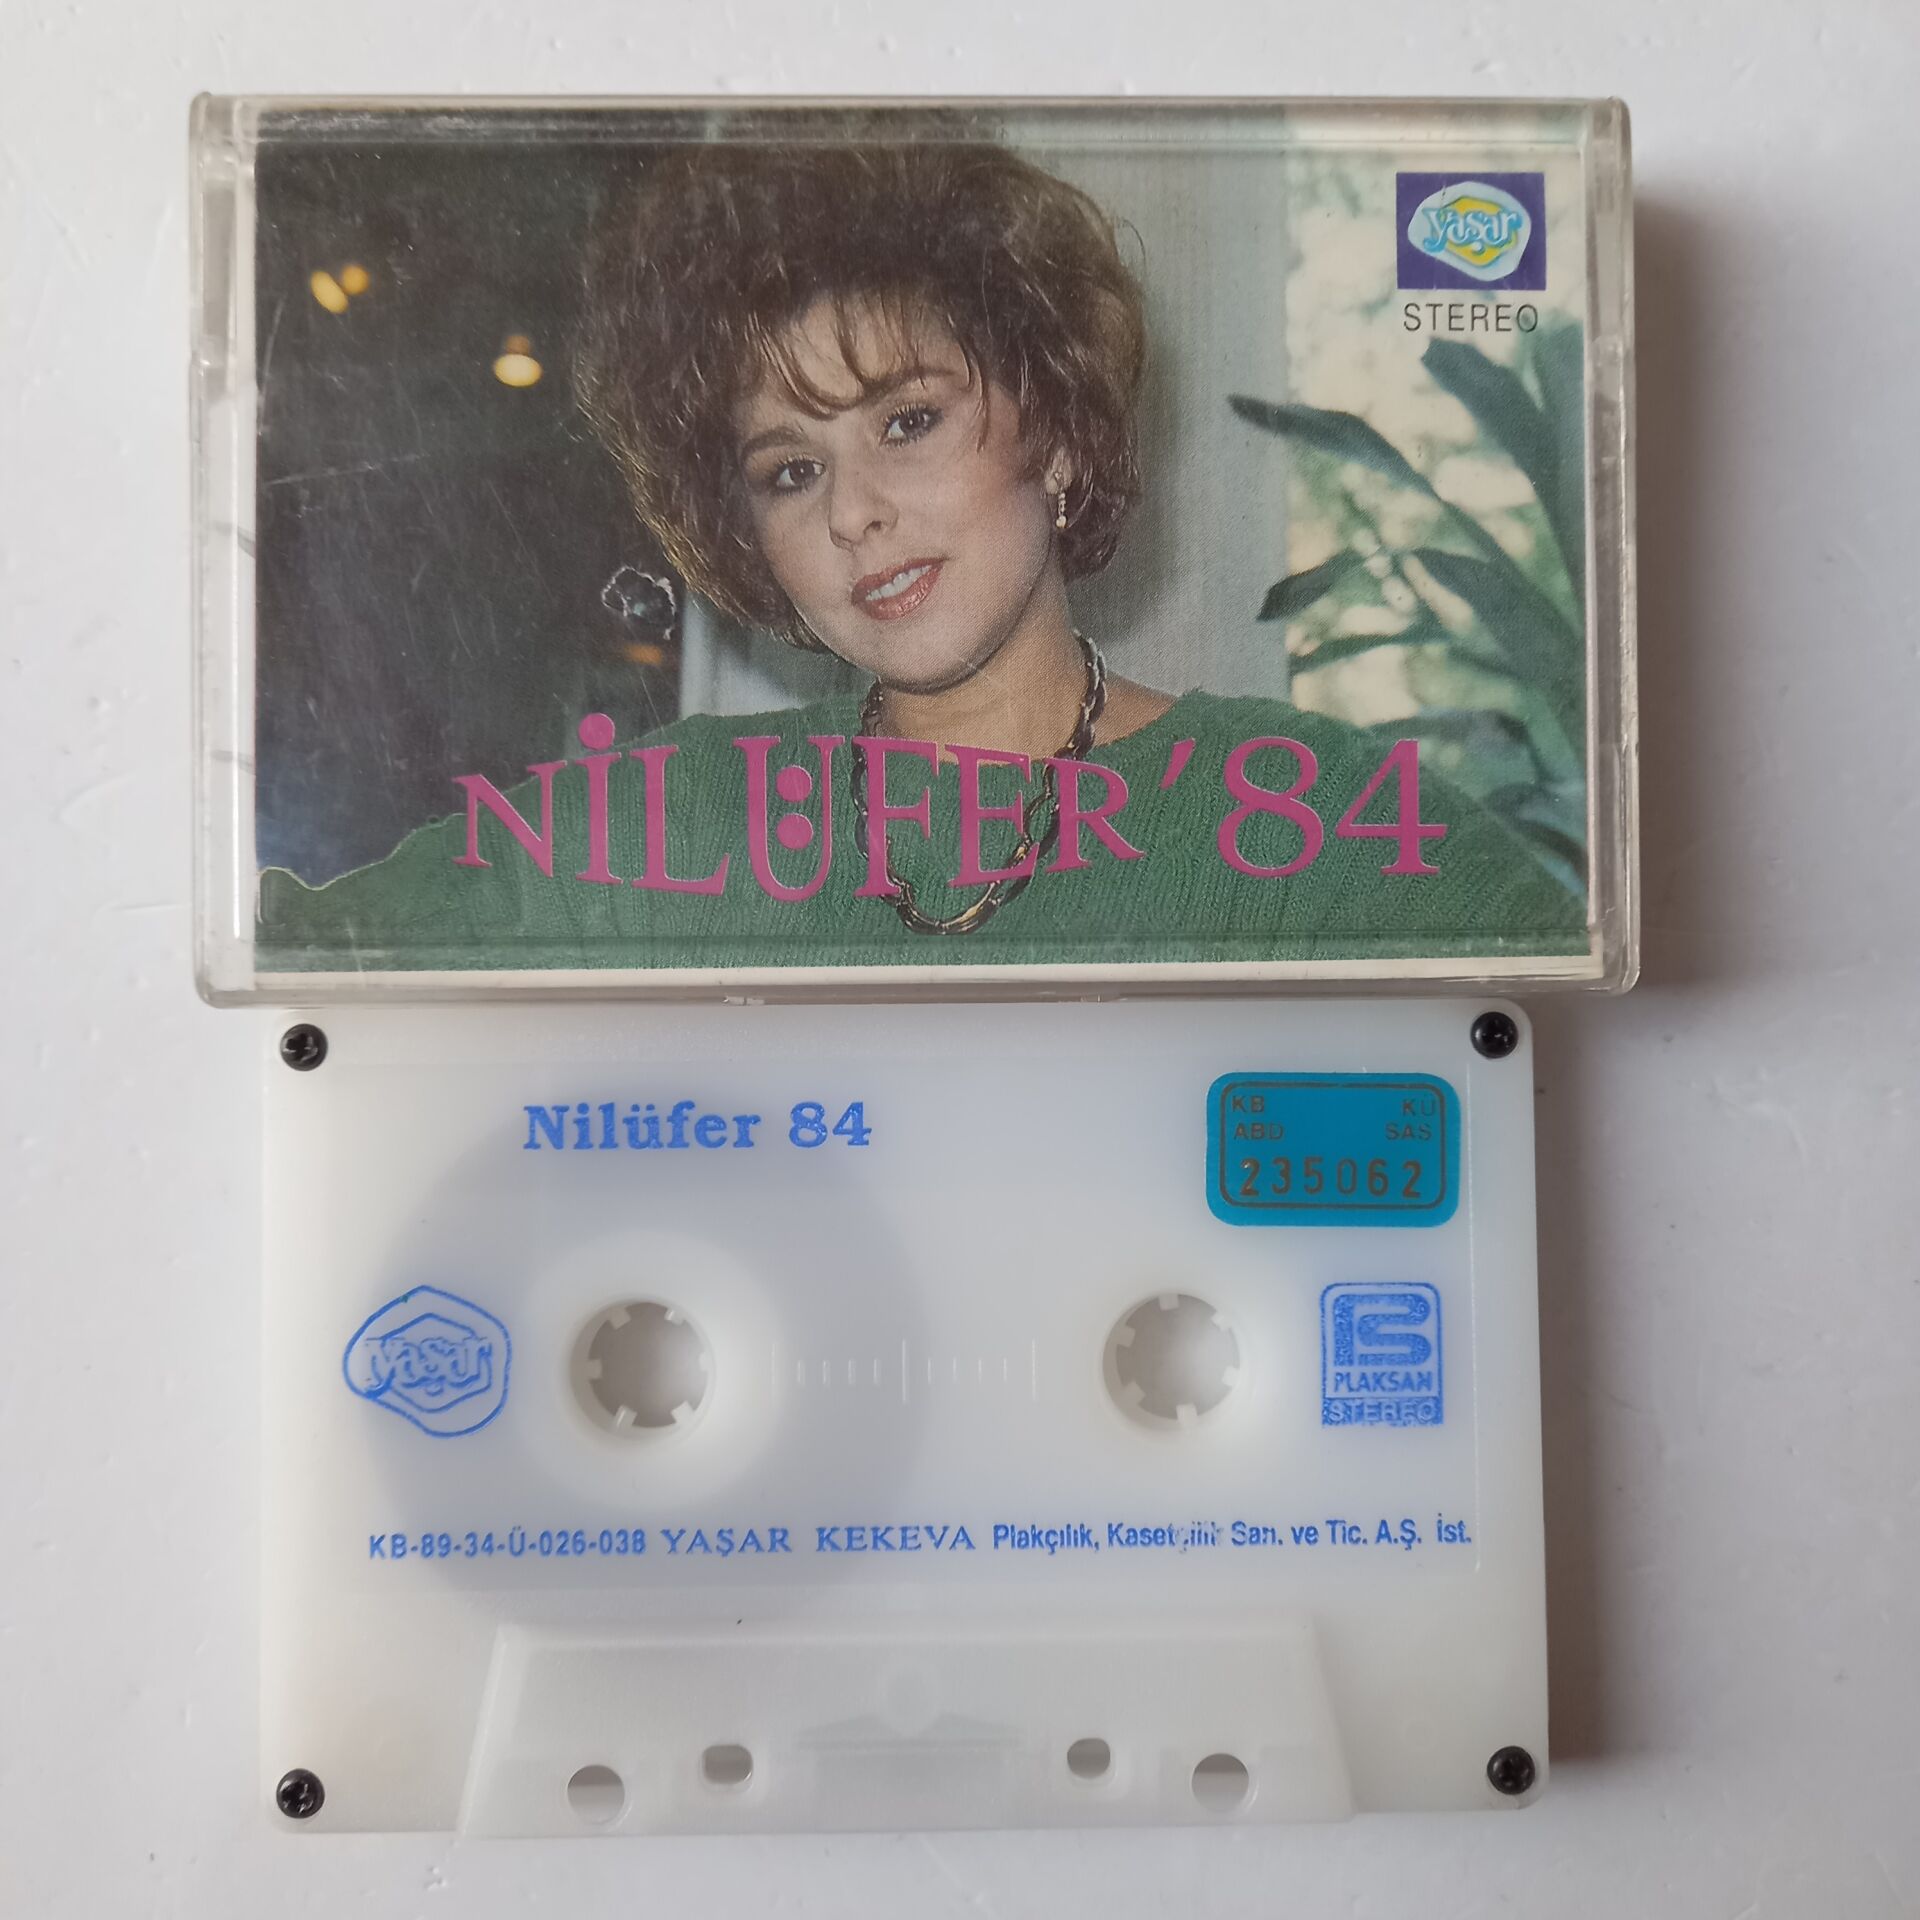 yaşar
STEREO
NİLÜFER '84
Nilüfer 84
KB KÜ
ABD SAS
235062
yaşar
PLAKSAN
STEREO
KB-89-34-Ü-026-038 YAŞAR KEKEVA Plakçılık, Kasetçilik San. ve Tic. A.Ş. İst.